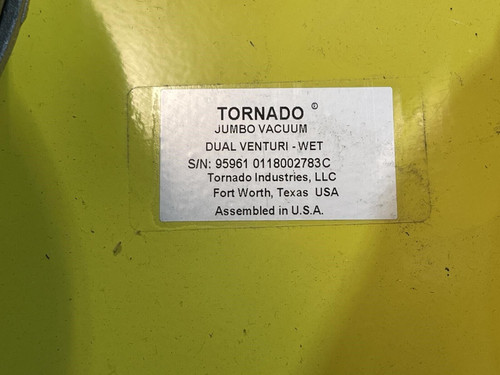 TORNADO ®
JUMBO VACUUM
DUAL VENTURI - WET
S/N: 95961 0118002783C
Tornado Industries, LLC
Fort Worth, Texas USA
Assembled in U.S.A.